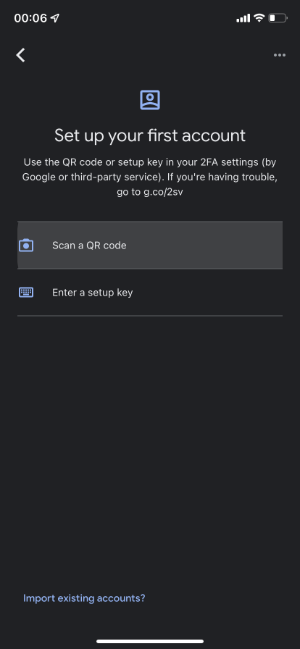 00:06
Set up your first account
Use the QR code or setup key in your 2FA settings (by
Google or third-party service). If you're having trouble,
go to g.co/2sv
Scan a QR code
Enter a setup key
Import existing accounts?